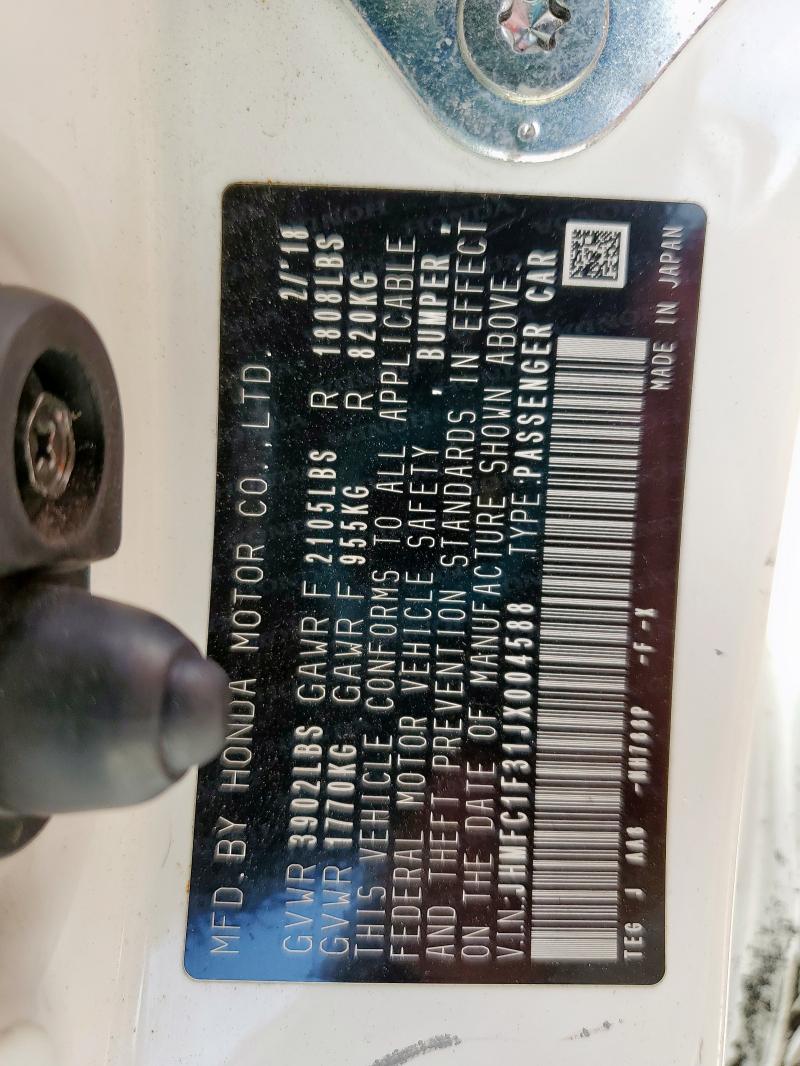 MFD. BY HONDA MOTOR CO., LTD. 2/'18
GVWR 3902LBS GAWR F 2105LBS R 1808LBS
GVWR 1770KG GAWR F 955KG R 820KG
THIS VEHICLE CONFORMS TO ALL APPLICABLE
FEDERAL MOTOR VEHICLE SAFETY ' BUMPER '
AND THEFT PREVENTION STANDARDS IN EFFECT
ON THE DATE OF MANUFACTURE SHOWN ABOVE.
V.I.N.:JHMFC1F31JX004588 TYPE:PASSENGER CAR
TEG J AA8 -NH788P -F -X MADE IN JAPAN